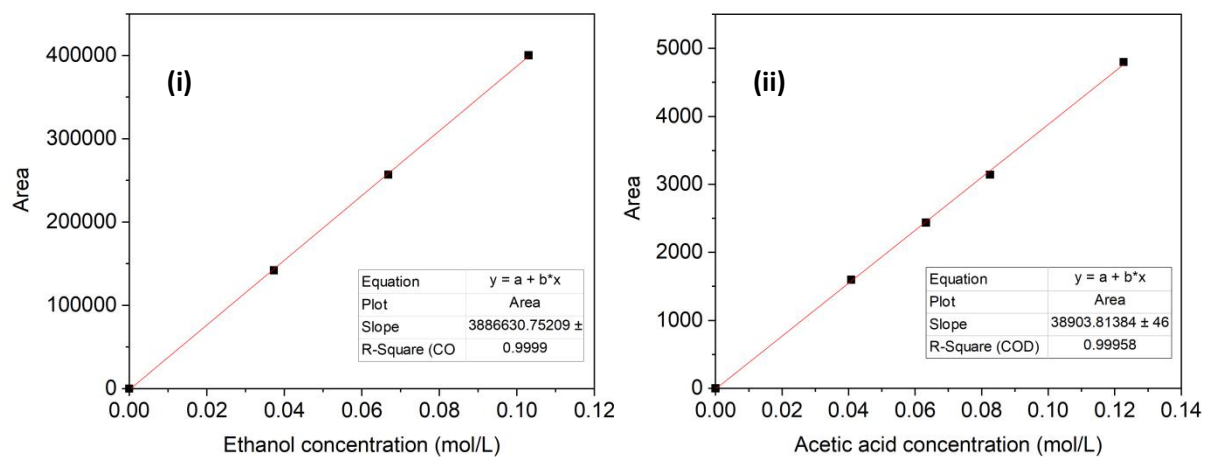 (i)
400000
300000
200000
100000
0
Area
0.00 0.02 0.04 0.06 0.08 0.10 0.12
Ethanol concentration (mol/L)
Equation y = a + b*x
Plot Area
Slope 3886630.75209 ±
R-Square (CO 0.9999
(ii)
5000
4000
3000
2000
1000
0
Area
0.00 0.02 0.04 0.06 0.08 0.10 0.12 0.14
Acetic acid concentration (mol/L)
Equation y = a + b*x
Plot Area
Slope 38903.81384 ± 46
R-Square (COD) 0.99958